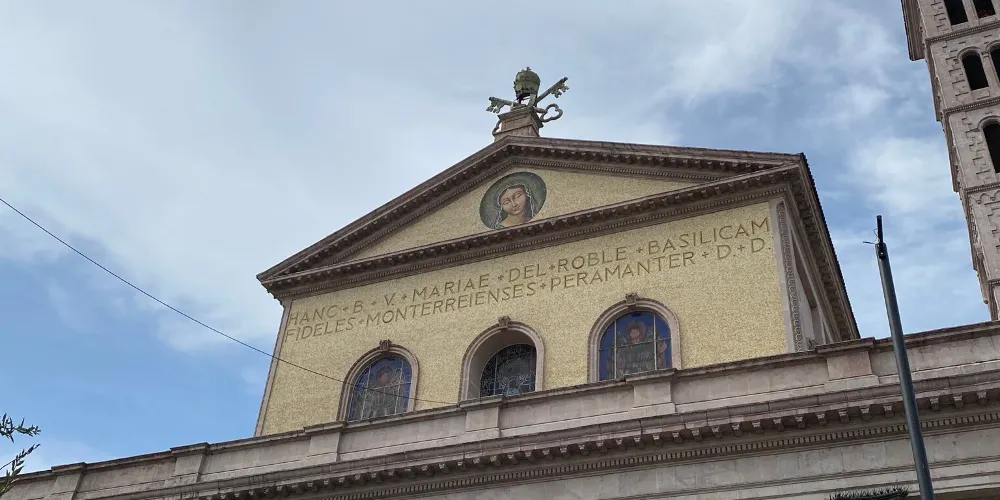 HANC + B + V + MARIAE + DEL + ROBLE + BASILICAM
FIDELES + MONTERREIENSES + PERAMANTER + D + D.